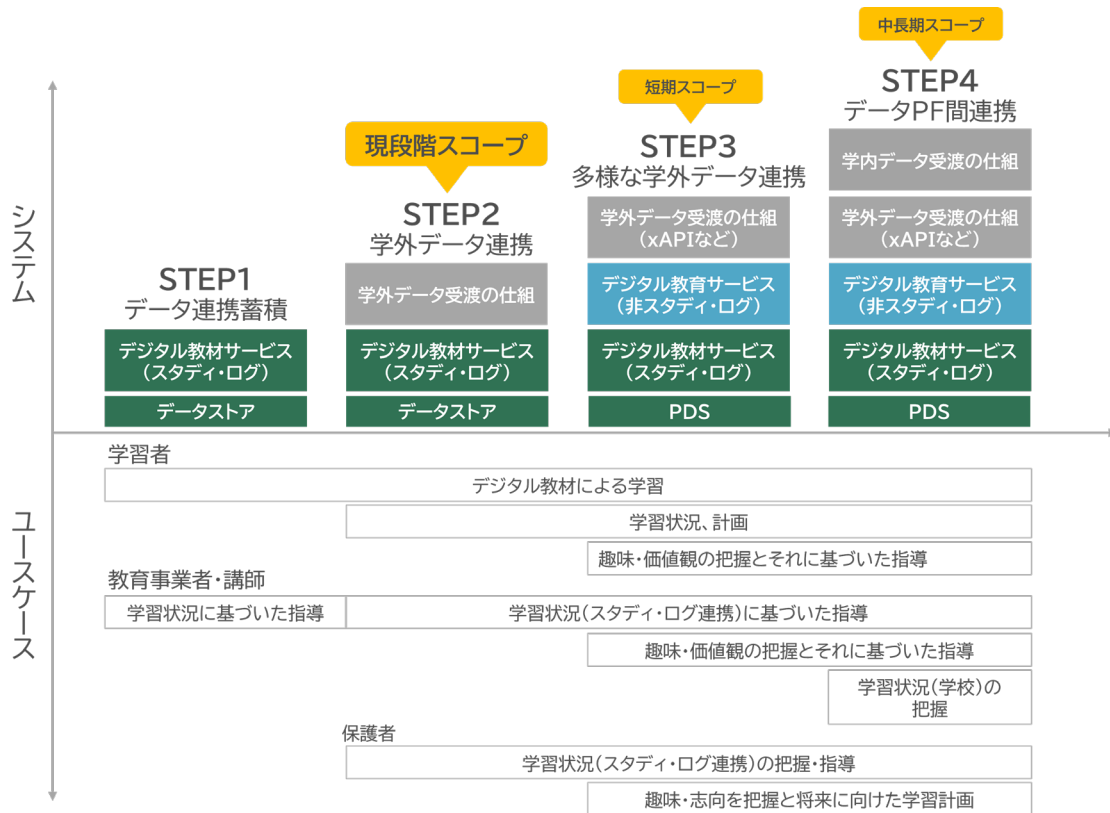 中長期スコープ
STEP4
データPF間連携
短期スコープ
STEP3
多様な学外データ連携
現段階スコープ
STEP2
学外データ連携
STEP1
データ連携蓄積
システム
デジタル教材サービス
(スタディ・ログ)
データストア
学外データ受渡の仕組
デジタル教材サービス
(スタディ・ログ)
データストア
学外データ受渡の仕組
(xAPIなど)
デジタル教育サービス
(非スタディ・ログ)
デジタル教材サービス
(スタディ・ログ)
PDS
学内データ受渡の仕組
学外データ受渡の仕組
(xAPIなど)
デジタル教育サービス
(非スタディ・ログ)
デジタル教材サービス
(スタディ・ログ)
PDS
ユースケース
学習者
デジタル教材による学習
学習状況、計画
趣味・価値観の把握とそれに基づいた指導
教育事業者・講師
学習状況に基づいた指導
学習状況(スタディ・ログ連携)に基づいた指導
趣味・価値観の把握とそれに基づいた指導
学習状況(学校)の
把握
保護者
学習状況(スタディ・ログ連携)の把握・指導
趣味・志向を把握と将来に向けた学習計画